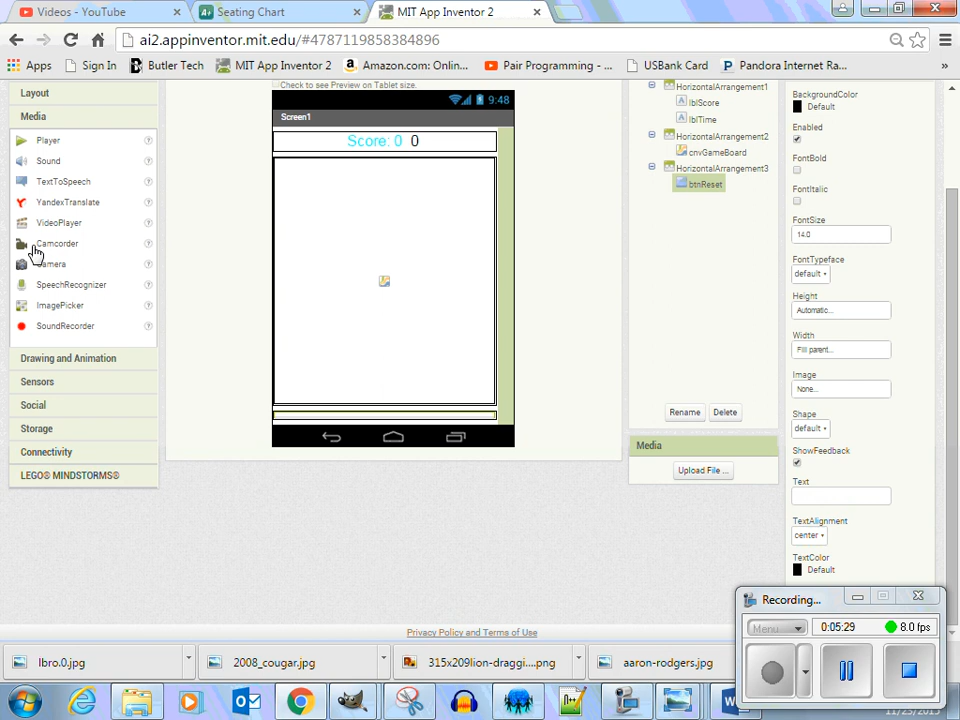 Videos - YouTube
Seating Chart
MIT App Inventor 2
ai2.appinventor.mit.edu/#4787119858384896
Apps
Sign In
Butler Tech
MIT App Inventor 2
Amazon.com: Onlin...
Pair Programming - ...
USBank Card
Pandora Internet Ra...
»
Layout
Media
Player
Sound
TextToSpeech
YandexTranslate
VideoPlayer
Camcorder
Camera
SpeechRecognizer
ImagePicker
SoundRecorder
Drawing and Animation
Sensors
Social
Storage
Connectivity
LEGO® MINDSTORMS®
Check to see Preview on Tablet size.
9:48
Screen1
Score: 0 0
HorizontalArrangement1
lblScore
lblTime
HorizontalArrangement2
cnvGameBoard
HorizontalArrangement3
btnReset
Rename
Delete
Media
Upload File ...
BackgroundColor
Default
Enabled
FontBold
FontItalic
FontSize
14.0
FontTypeface
default
Height
Automatic...
Width
Fill parent...
Image
None...
Shape
default
ShowFeedback
Text
TextAlignment
center
TextColor
Default
Privacy Policy and Terms of Use
Recording...
Menu
0:05:29
8.0 fps
lbro.0.jpg
2008_cougar.jpg
315x209lion-draggi....png
aaron-rodgers.jpg